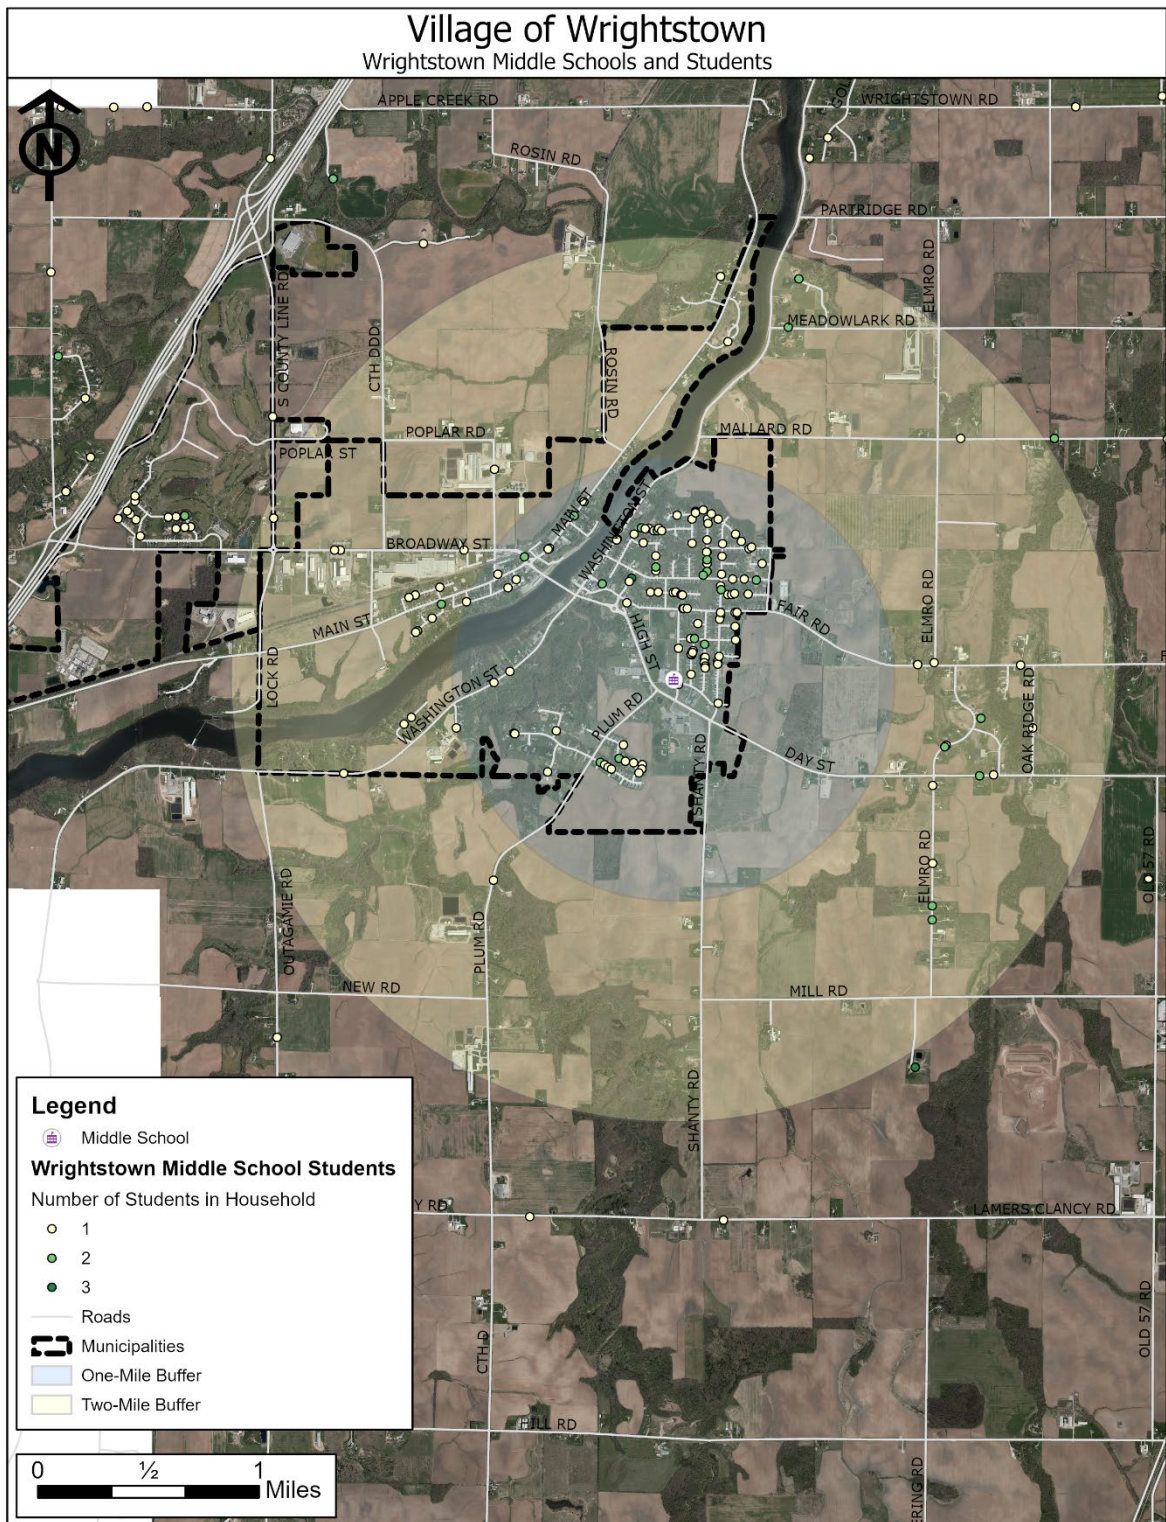 Village of Wrightstown
Wrightstown Middle Schools and Students
N
APPLE CREEK RD
GOL
WRIGHTSTOWN RD
ROSIN RD
PARTRIDGE RD
ELMRO RD
S COUNTY LINE RD
CTH DDD
MEADOWLARK RD
ROSIN RD
POPLAR RD
MALLARD RD
POPLAR ST
MAIN ST
WASHINGTON ST
BROADWAY ST
FAIR RD
ELMRO RD
MAIN ST
HIGH ST
LOCK RD
WASHINGTON ST
PLUM RD
OAK RIDGE RD
SHANTY RD
DAY ST
OLD 57 RD
ELMRO RD
OUTAGAMIE RD
PLUM RD
NEW RD
MILL RD
SHANTY RD
Legend
Middle School
Wrightstown Middle School Students
Number of Students in Household
1
2
3
Roads
Municipalities
One-Mile Buffer
Two-Mile Buffer
Y RD
LAMERS CLANCY RD
CTH D
OLD 57 RD
ILL RD
ERING RD
0 ½ 1
Miles